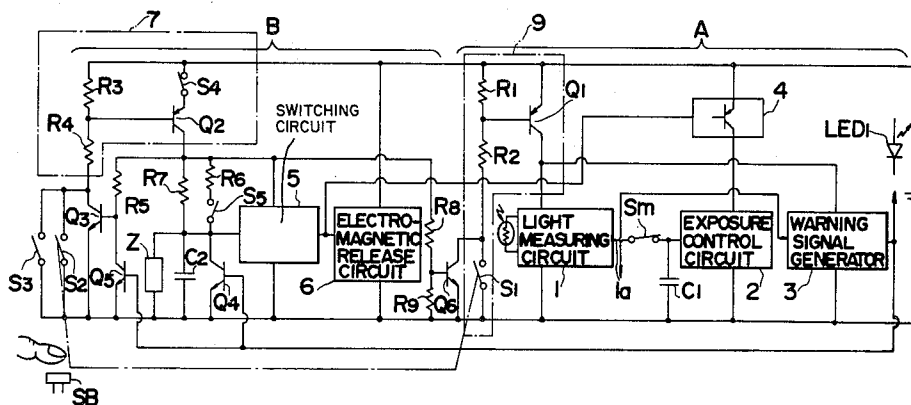 7
B
9
A
R3
S4
R1
Q1
4
R4
Q2
SWITCHING
CIRCUIT
R2
LED1
R7
R6
S5
5
R5
Q3
Z
C2
ELECTRO-
MAGNETIC
RELEASE
CIRCUIT
R8
LIGHT
MEASURING
CIRCUIT
Sm
EXPOSURE
CONTROL
CIRCUIT
WARNING
SIGNAL
GENERATOR
S3
S2
Q5
Q4
6
R9
Q6
S1
1
1a
C1
2
3
SB